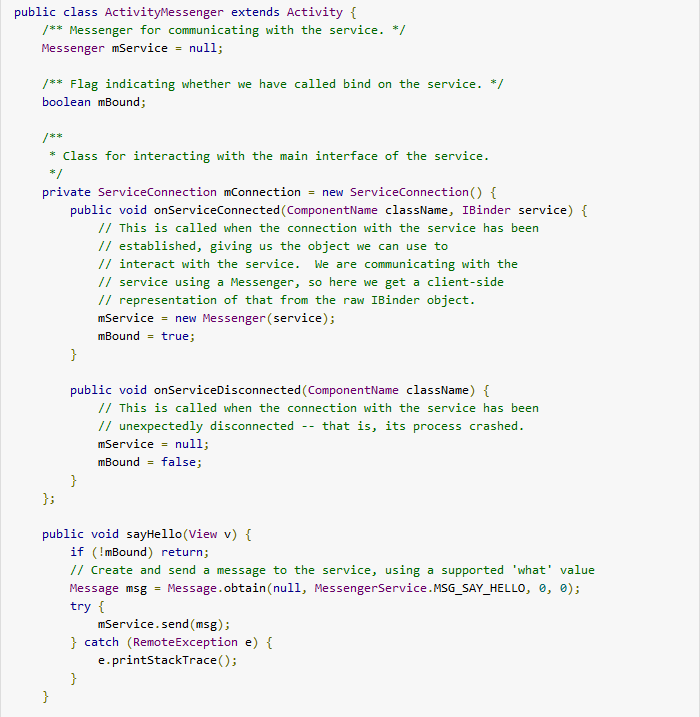 public class ActivityMessenger extends Activity {
    /** Messenger for communicating with the service. */
    Messenger mService = null;

    /** Flag indicating whether we have called bind on the service. */
    boolean mBound;

    /**
     * Class for interacting with the main interface of the service.
     */
    private ServiceConnection mConnection = new ServiceConnection() {
        public void onServiceConnected(ComponentName className, IBinder service) {
            // This is called when the connection with the service has been
            // established, giving us the object we can use to
            // interact with the service.  We are communicating with the
            // service using a Messenger, so here we get a client-side
            // representation of that from the raw IBinder object.
            mService = new Messenger(service);
            mBound = true;
        }

        public void onServiceDisconnected(ComponentName className) {
            // This is called when the connection with the service has been
            // unexpectedly disconnected -- that is, its process crashed.
            mService = null;
            mBound = false;
        }
    };

    public void sayHello(View v) {
        if (!mBound) return;
        // Create and send a message to the service, using a supported 'what' value
        Message msg = Message.obtain(null, MessengerService.MSG_SAY_HELLO, 0, 0);
        try {
            mService.send(msg);
        } catch (RemoteException e) {
            e.printStackTrace();
        }
    }